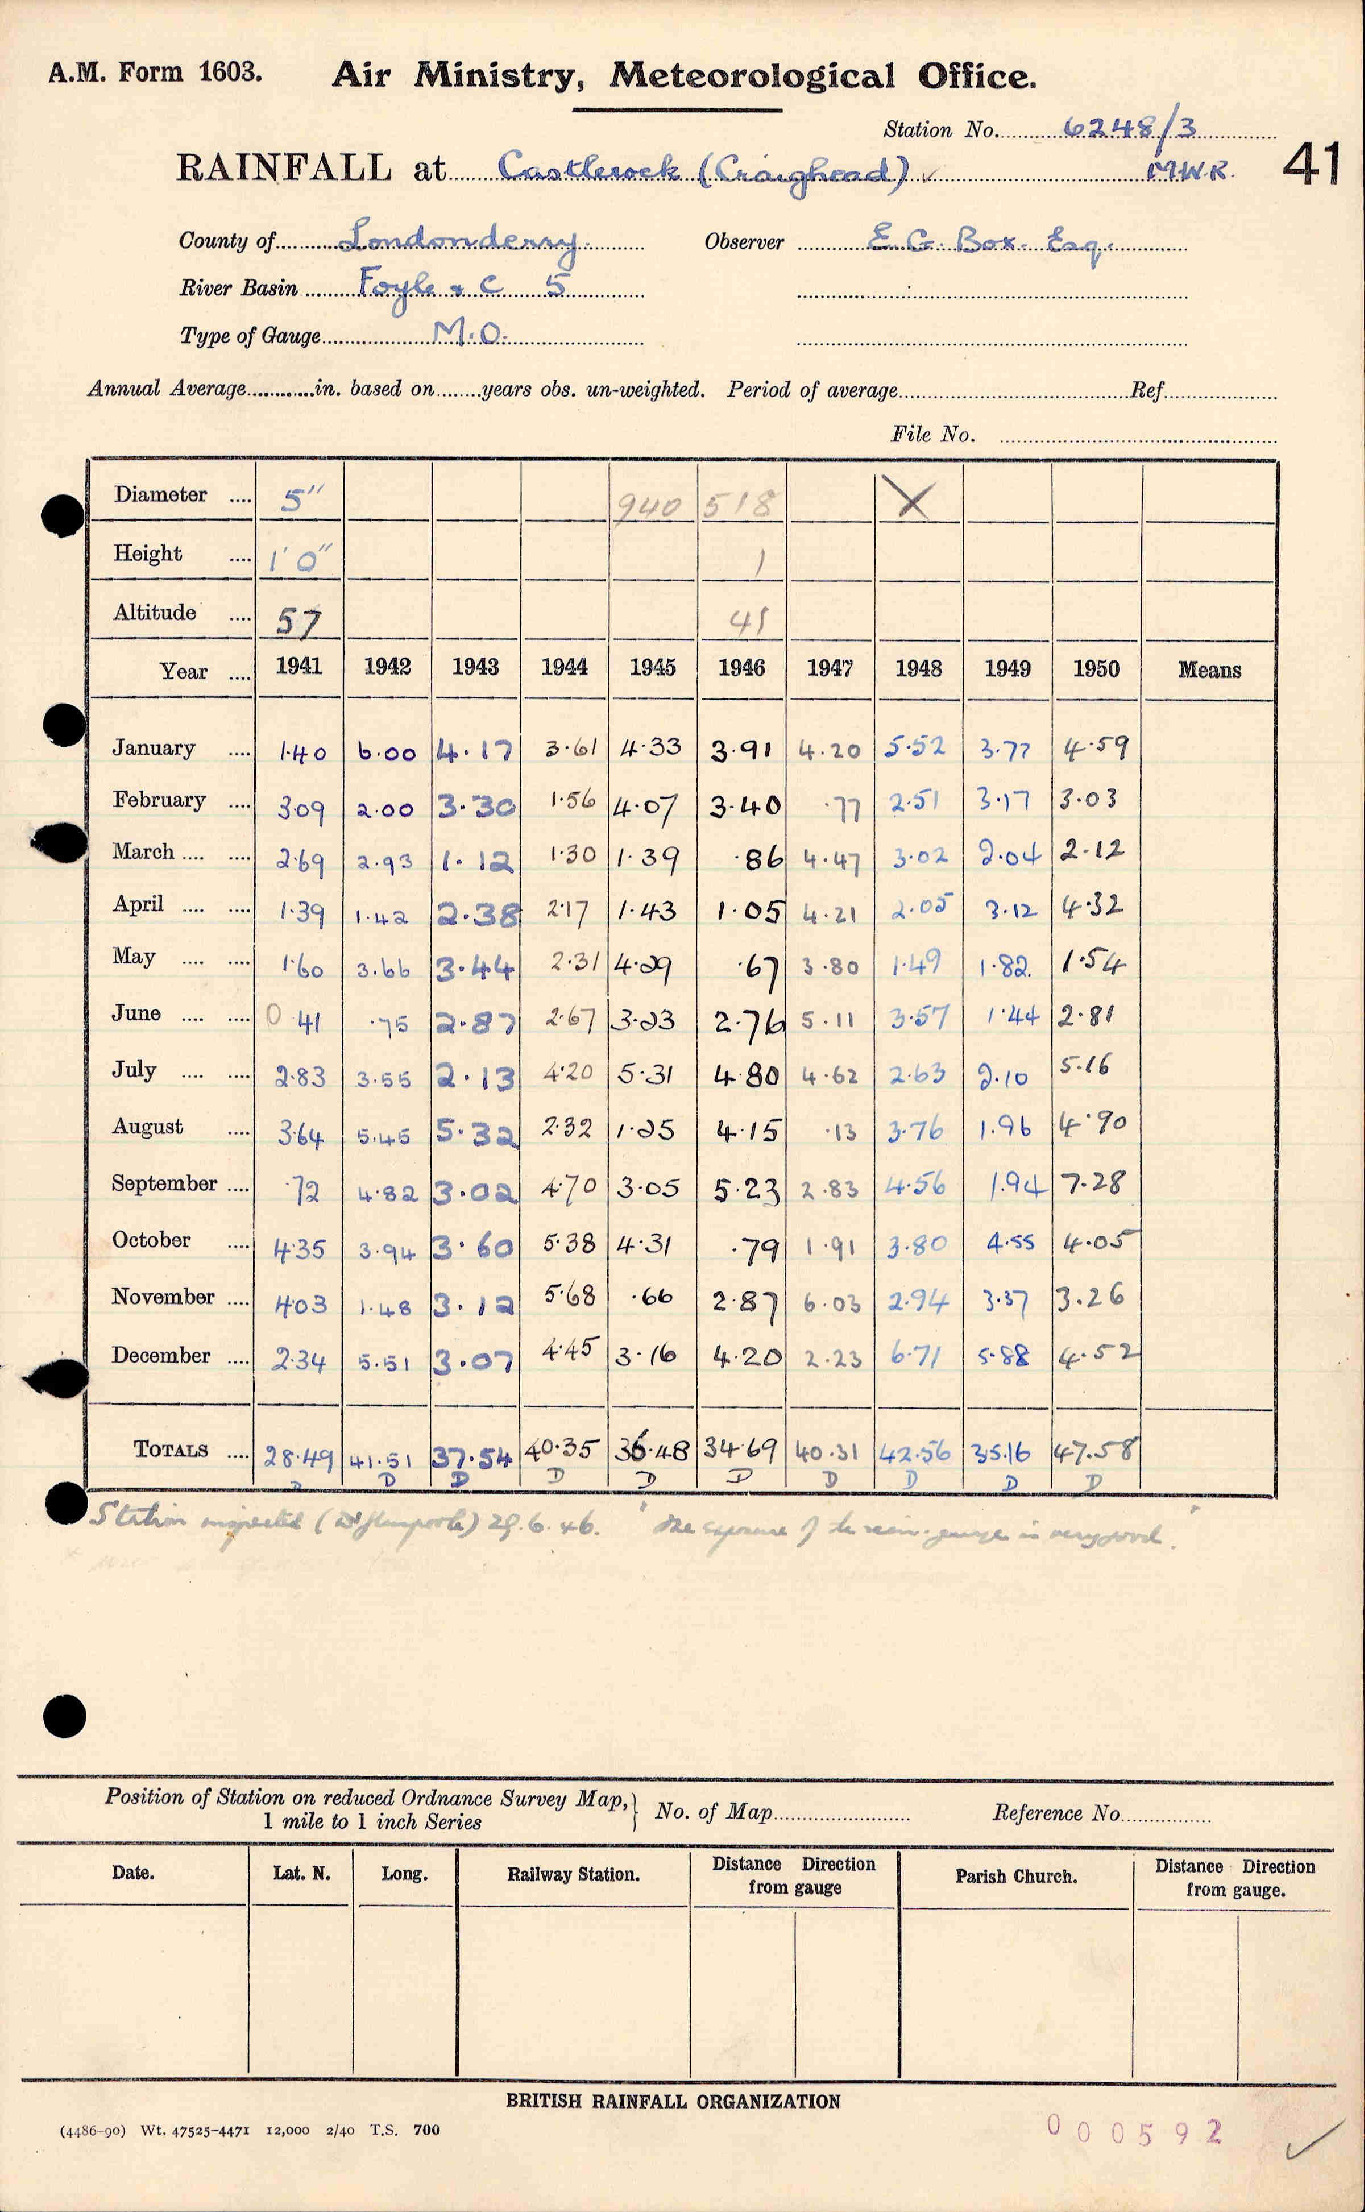 A.M. Form 1603. Air Ministry, Meteorological Office.
Station No. 6248/3
RAINFALL at Castlerock (Craighead) ✓ M.W.R. 41
County of Londonderry. Observer E G. Box. Esq.
River Basin Foyle & C 5
Type of Gauge M.O.
Annual Average in. based on years obs. un-weighted. Period of average Ref.
File No.
Diameter 5" 940 518 X
Height 1' 0" 1
Altitude 57 41
Year 1941 1942 1943 1944 1945 1946 1947 1948 1949 1950 Means
January 1.40 6.00 4.17 3.61 4.33 3.91 4.20 5.52 3.77 4.59
February 3.09 2.00 3.30 1.56 4.07 3.40 .77 2.51 3.17 3.03
March 2.69 2.93 1.12 1.30 1.39 .86 4.47 3.02 2.04 2.12
April 1.39 1.42 2.38 2.17 1.43 1.05 4.21 2.05 3.12 4.32
May 1.60 3.66 3.44 2.31 4.29 .67 3.80 1.49 1.82 1.54
June 0.41 .75 2.87 2.67 3.23 2.76 5.11 3.57 1.44 2.81
July 2.83 3.55 2.13 4.20 5.31 4.80 4.62 2.63 2.10 5.16
August 3.64 5.45 5.32 2.32 1.25 4.15 .13 3.76 1.96 4.90
September .72 4.82 3.02 4.70 3.05 5.23 2.83 4.56 1.94 7.28
October 4.35 3.94 3.60 5.38 4.31 .79 1.91 3.80 4.55 4.05
November 4.03 1.48 3.12 5.68 .66 2.87 6.03 2.94 3.37 3.26
December 2.34 5.51 3.07 4.45 3.16 4.20 2.23 6.71 5.88 4.52
TOTALS 28.49 41.51 37.54 40.35 36.48 34.69 40.31 42.56 35.16 47.58
D D D D D D D D D D
Station inspected 29.6.46. "The exposure of the rain-gauge is very good."
Position of Station on reduced Ordnance Survey Map, 1 mile to 1 inch Series } No. of Map Reference No.
Date. Lat. N. Long. Railway Station. Distance Direction from gauge Parish Church. Distance Direction from gauge.
BRITISH RAINFALL ORGANIZATION
(4486-90) Wt. 47525-4471 12,000 2/40 T.S. 700
000592 ✓